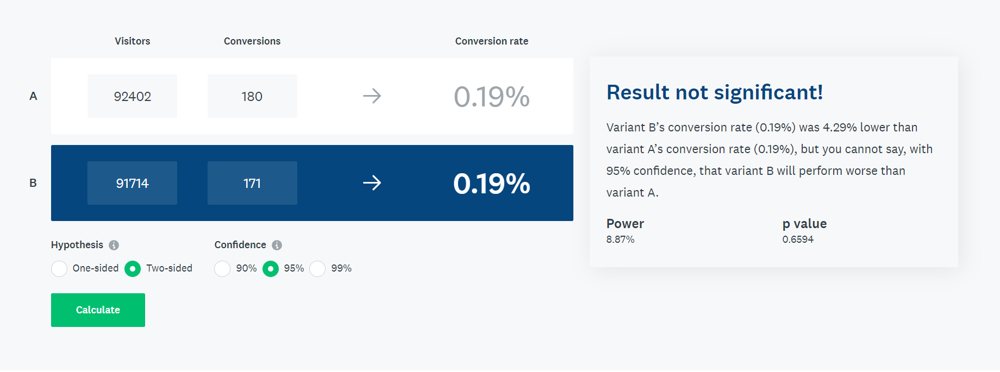 Visitors Conversions Conversion rate
A 92402 180 → 0.19%
B 91714 171 → 0.19%
Hypothesis Confidence
One-sided Two-sided 90% 95% 99%
Calculate
Result not significant!
Variant B’s conversion rate (0.19%) was 4.29% lower than
variant A’s conversion rate (0.19%), but you cannot say, with
95% confidence, that variant B will perform worse than
variant A.
Power p value
8.87% 0.6594